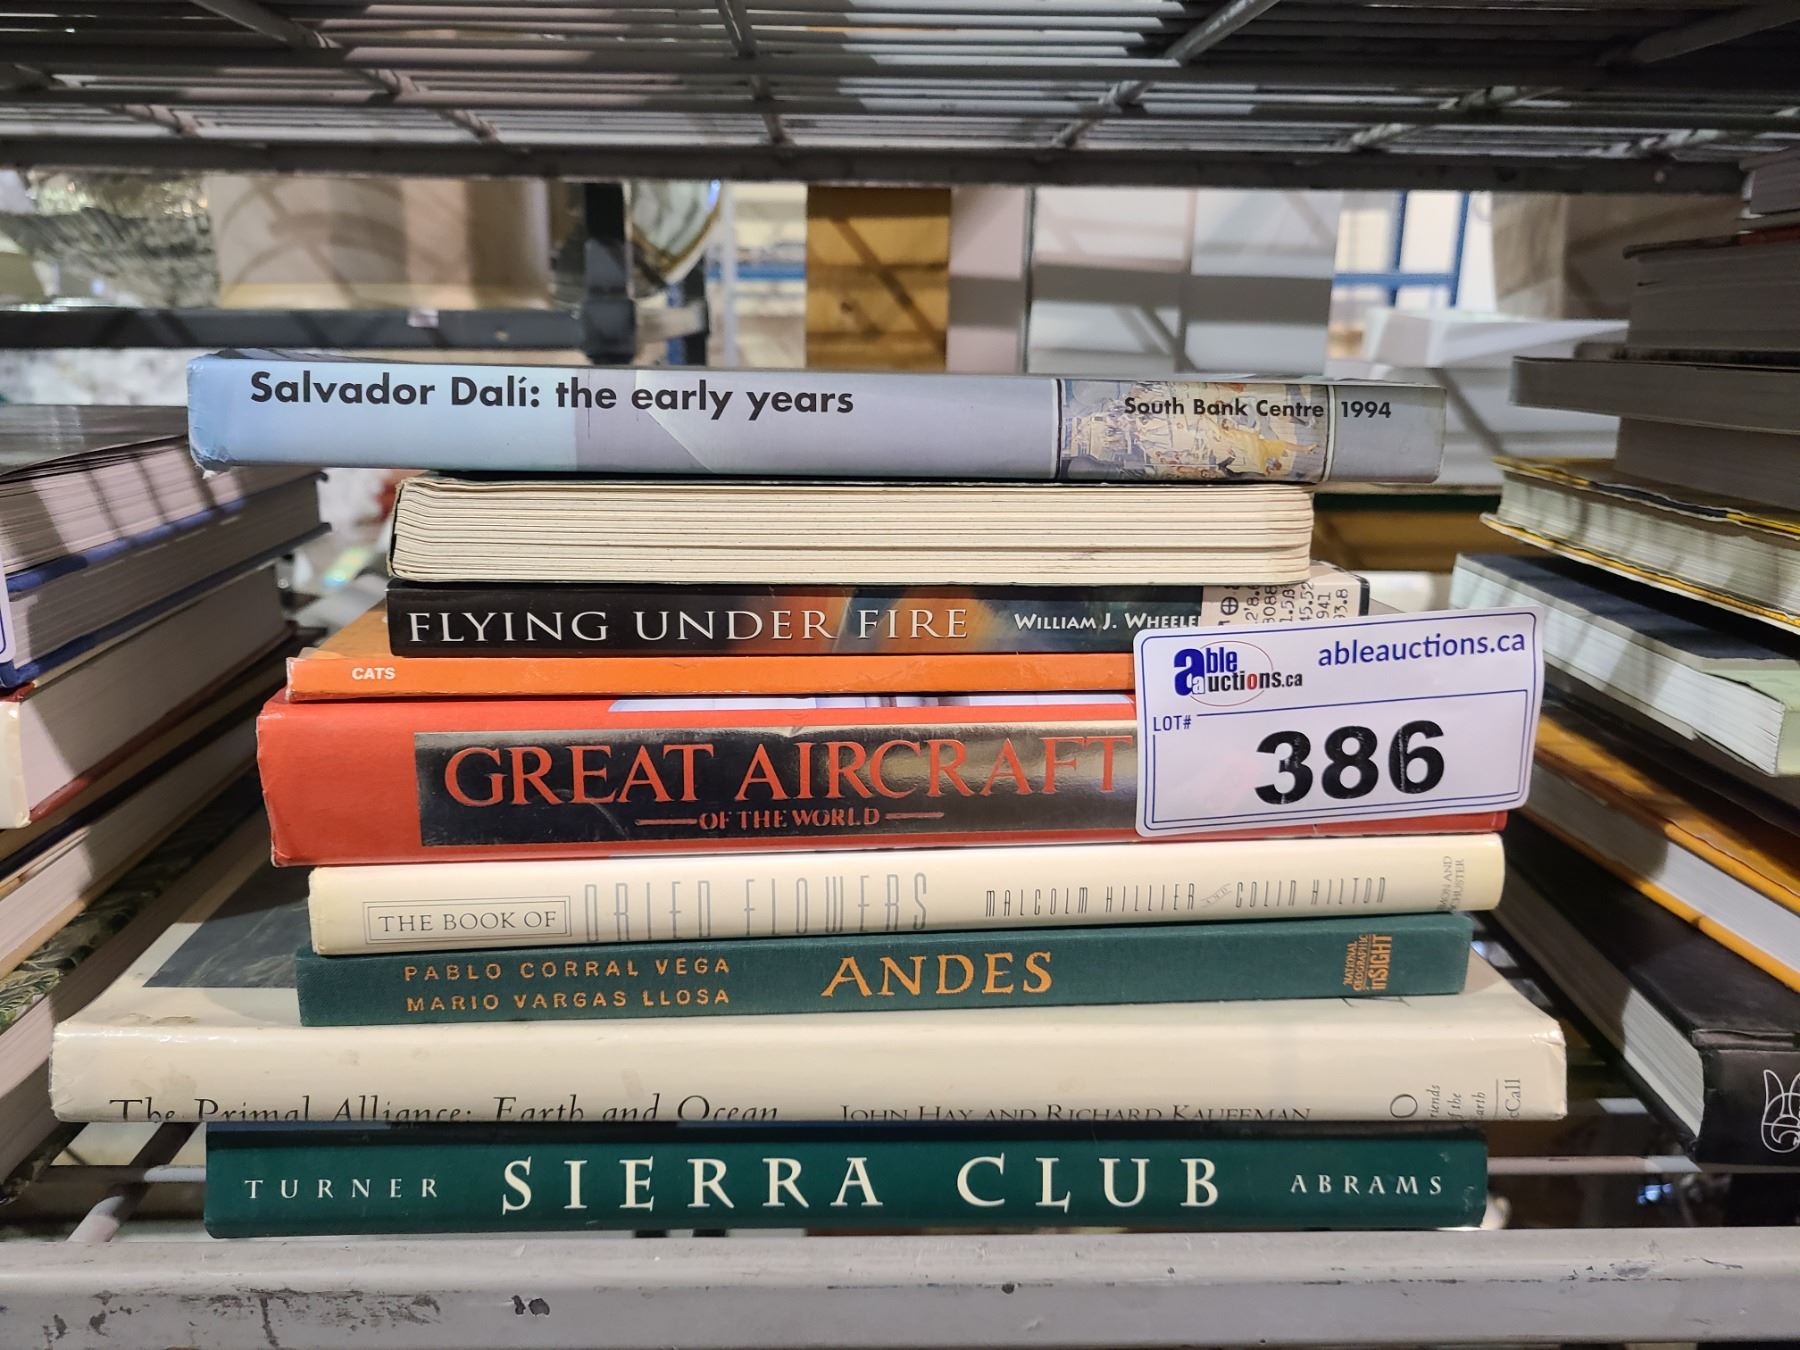 Salvador Dalí: the early years
South Bank Centre 1994
FLYING UNDER FIRE
WILLIAM J. WHEELE
CATS
able auctions.ca
ableauctions.ca
LOT#
386
GREAT AIRCRAFT
OF THE WORLD
THE BOOK OF DRIED FLOWERS
MALCOLM HILLIER AND COLIN HILTON
PABLO CORRAL VEGA
MARIO VARGAS LLOSA
ANDES
NATIONAL
GEOGRAPHIC
INSIGHT
The Primal Alliance: Earth and Ocean
JOHN HAY AND RICHARD KAUFFMAN
TURNER
SIERRA CLUB
ABRAMS